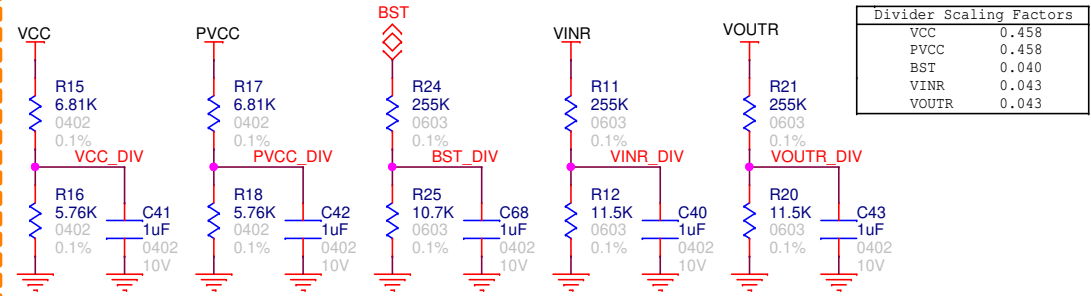 BST
VCC
PVCC
VINR
VOUTR
Divider Scaling Factors
VCC 0.458
PVCC 0.458
BST 0.040
VINR 0.043
VOUTR 0.043
R15
6.81K
0402
0.1%
VCC_DIV
R16
5.76K
0402
0.1%
C41
1uF
0402
10V
R17
6.81K
0402
0.1%
PVCC_DIV
R18
5.76K
0402
0.1%
C42
1uF
0402
10V
R24
255K
0603
0.1%
BST_DIV
R25
10.7K
0603
0.1%
C68
1uF
0402
10V
R11
255K
0603
0.1%
VINR_DIV
R12
11.5K
0603
0.1%
C40
1uF
0402
10V
R21
255K
0603
0.1%
VOUTR_DIV
R20
11.5K
0603
0.1%
C43
1uF
0402
10V